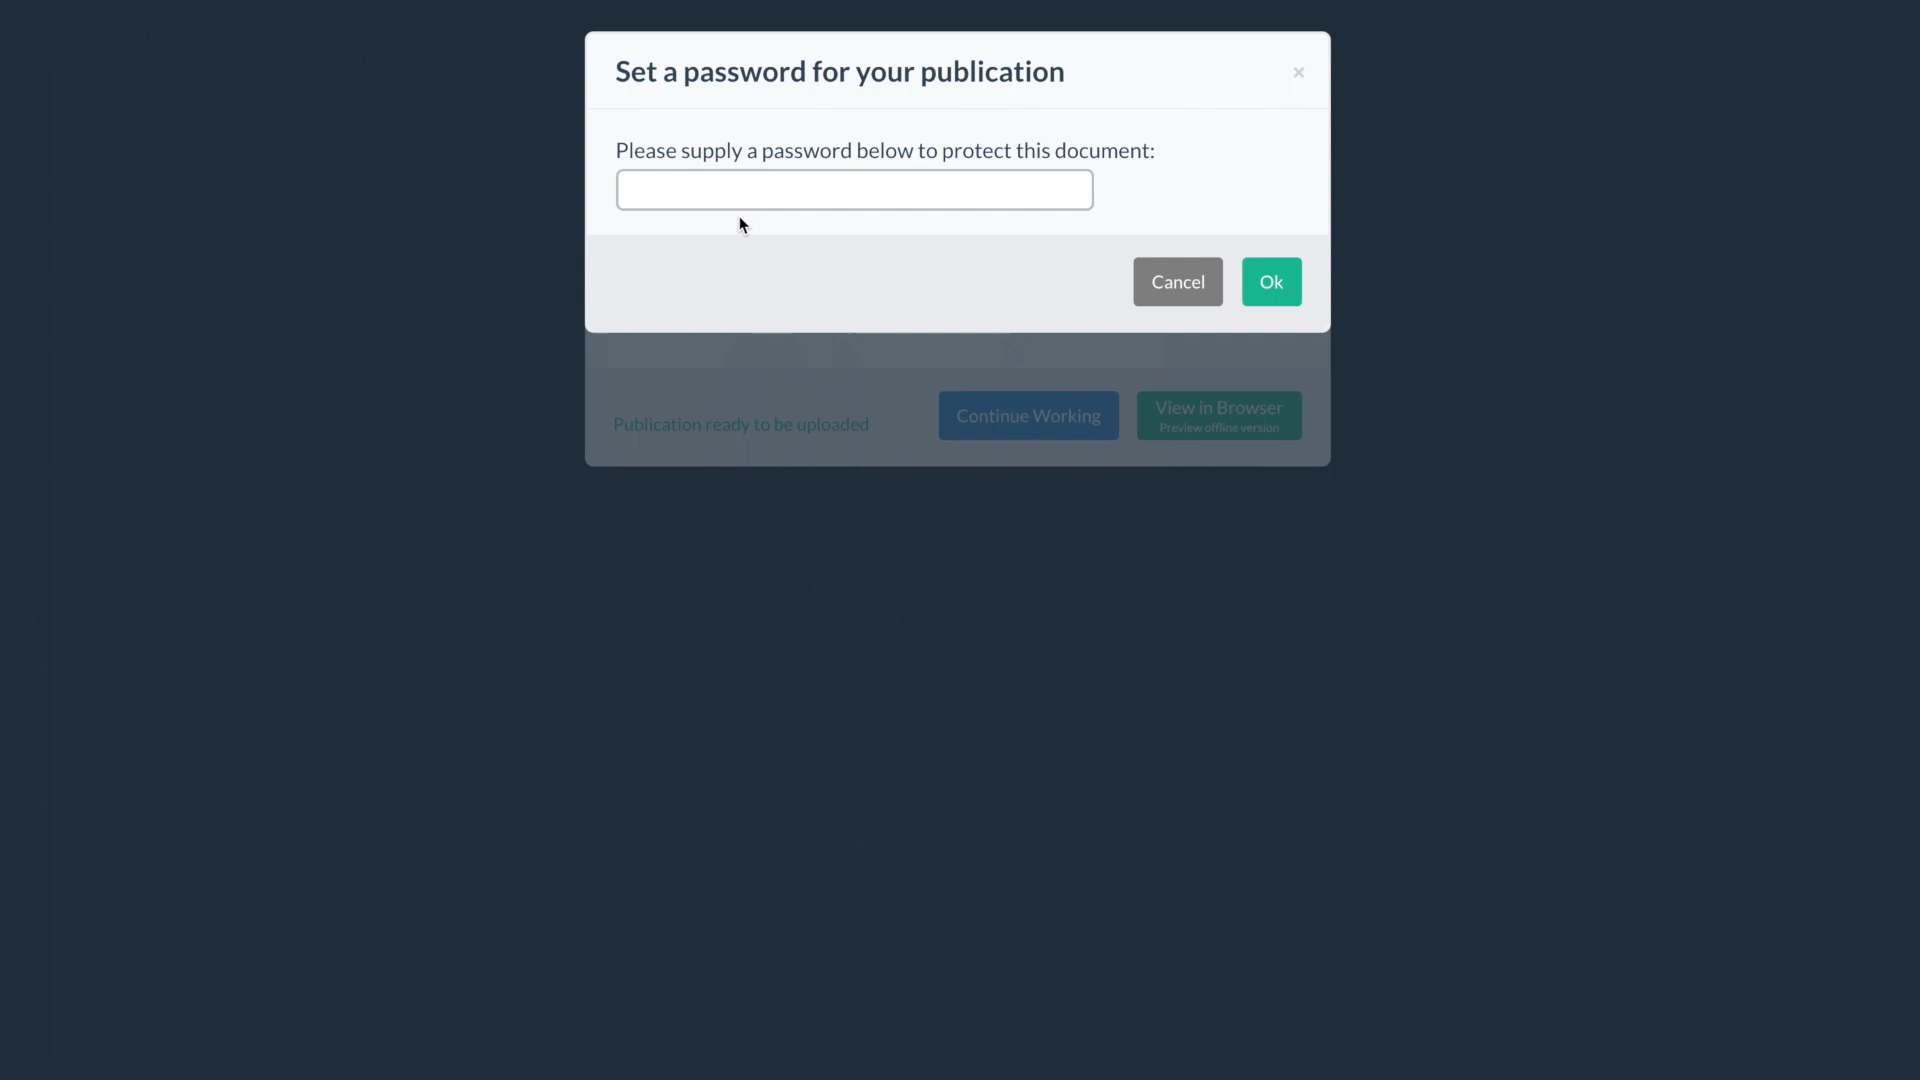 Set a password for your publication
×
Please supply a password below to protect this document:
Cancel
Ok
Publication ready to be uploaded
Continue Working
View in Browser
Preview offline version